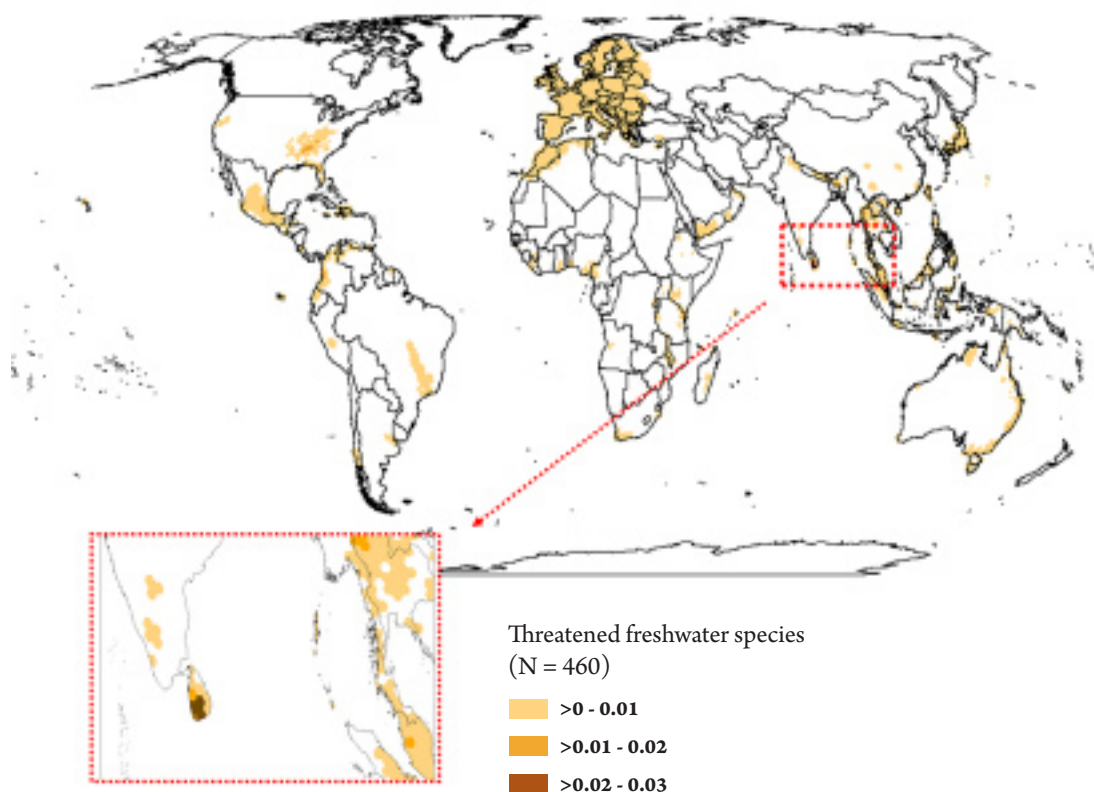 Threatened freshwater species
(N = 460)
>0 - 0.01
>0.01 - 0.02
>0.02 - 0.03